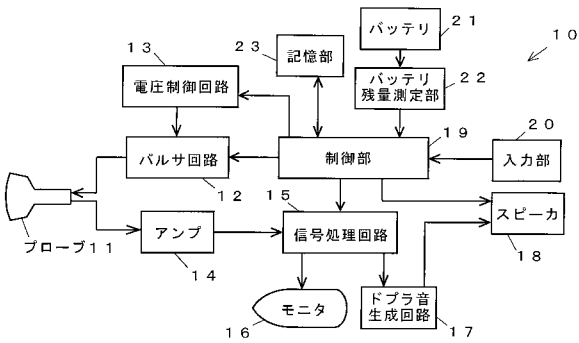 バッテリ
21
10
13
23
記憶部
電圧制御回路
バッテリ
残量測定部
22
19
20
パルサ回路
制御部
入力部
12
15
プローブ11
アンプ
信号処理回路
スピーカ
14
18
モニタ
ドプラ音
生成回路
16
17